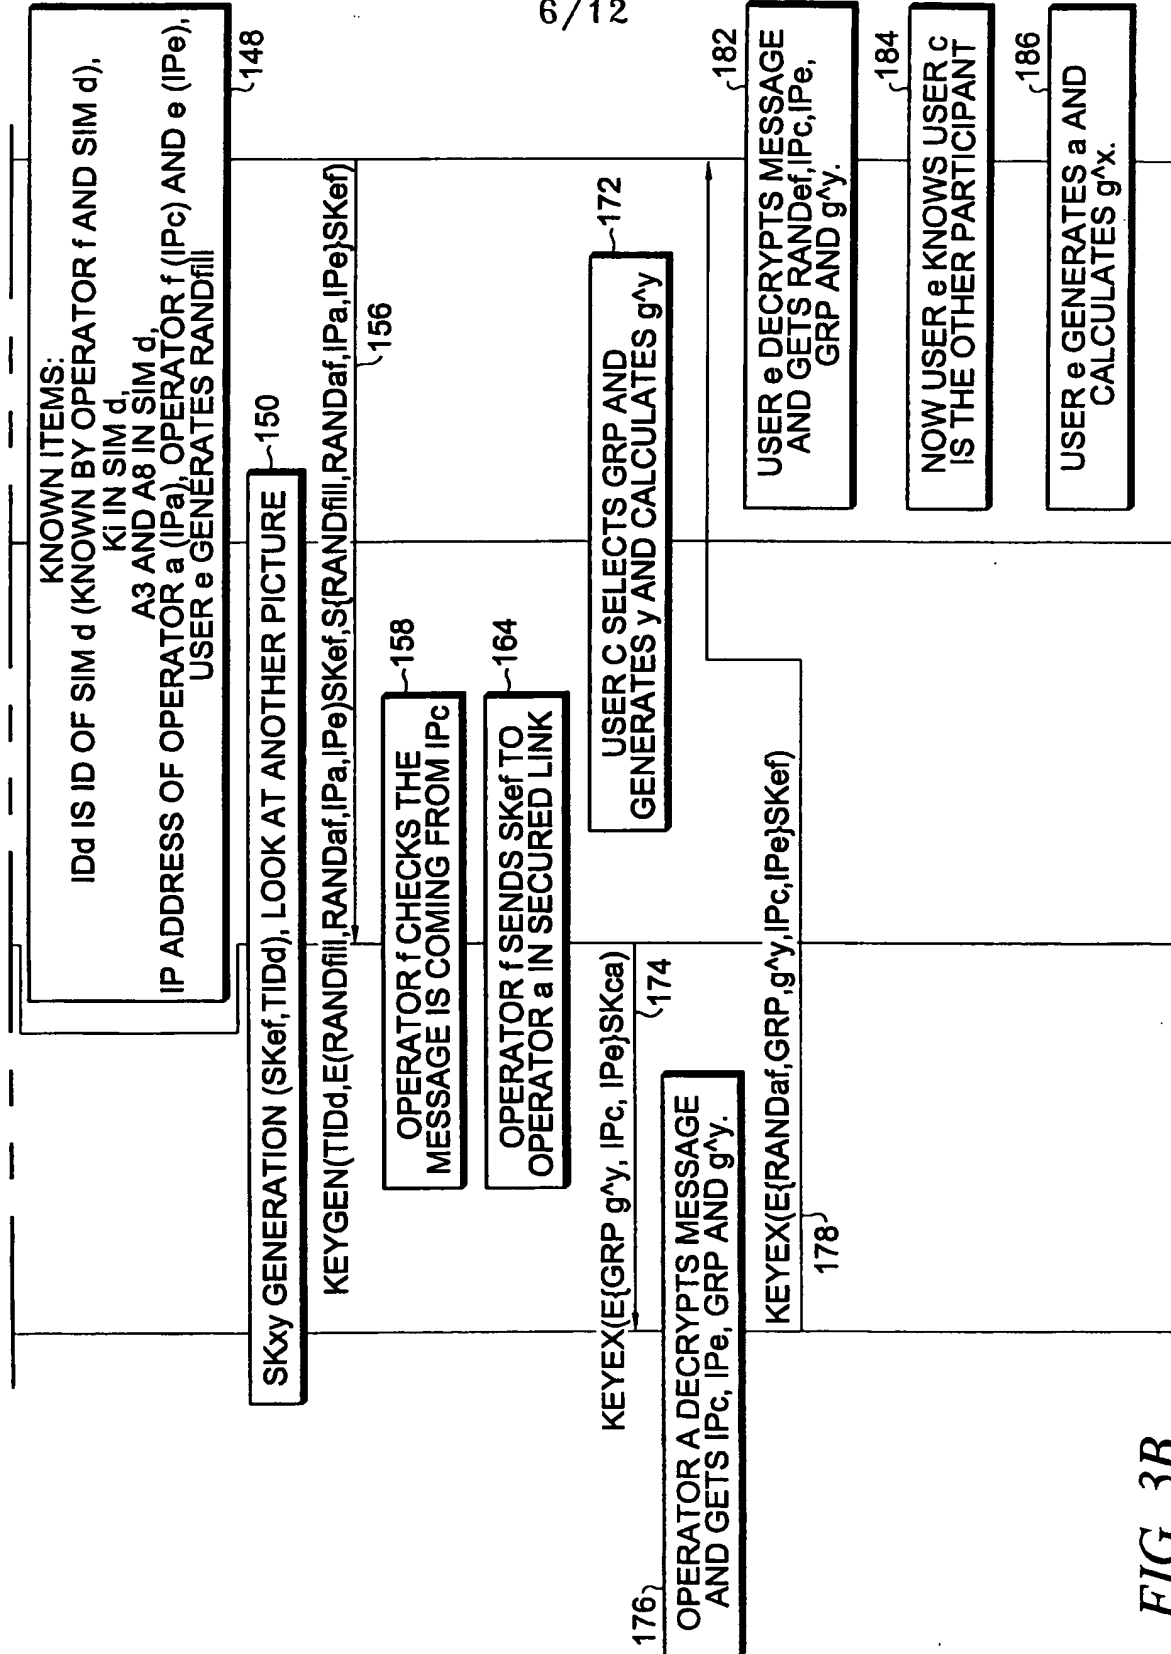 6/12
KNOWN ITEMS:
IDd IS ID OF SIM d (KNOWN BY OPERATOR f AND SIM d),
Ki IN SIM d,
A3 AND A8 IN SIM d,
IP ADDRESS OF OPERATOR a (IPa), OPERATOR f (IPc) AND e (IPe),
USER e GENERATES RANDfill
148
SKxy GENERATION (SKef,TIDd), LOOK AT ANOTHER PICTURE
150
KEYGEN(TIDd,E(RANDfill,RANDaf,IPa,IPe)SKef,S{RANDfill,RANDaf,IPa,IPe}SKef)
156
OPERATOR f CHECKS THE
MESSAGE IS COMING FROM IPc
158
OPERATOR f SENDS SKef TO
OPERATOR a IN SECURED LINK
164
USER C SELECTS GRP AND
GENERATES y AND CALCULATES g^y
172
KEYEX(E{GRP g^y, IPc, IPe}SKca)
174
176
OPERATOR A DECRYPTS MESSAGE
AND GETS IPc, IPe, GRP AND g^y.
KEYEX(E{RANDaf,GRP,g^y,IPc,IPe}SKef)
178
USER e DECRYPTS MESSAGE
AND GETS RANDef,IPc,IPe,
GRP AND g^y.
182
NOW USER e KNOWS USER c
IS THE OTHER PARTICIPANT
184
USER e GENERATES a AND
CALCULATES g^x.
186
FIG. 3B